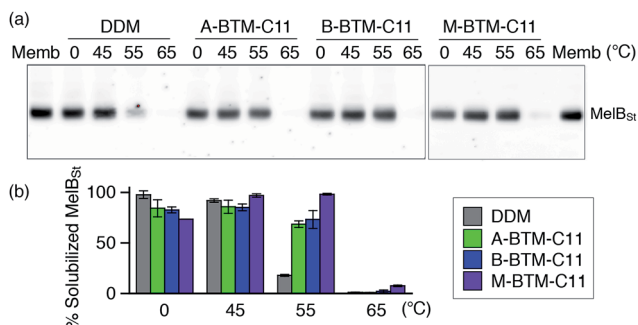 (a)
DDM A-BTM-C11 B-BTM-C11 M-BTM-C11
Memb 0 45 55 65 0 45 55 65 0 45 55 65 0 45 55 65 Memb (°C)
MelBSt
(b)
% Solubilized MelBSt
100
50
0
0 45 55 65 (°C)
DDM
A-BTM-C11
B-BTM-C11
M-BTM-C11